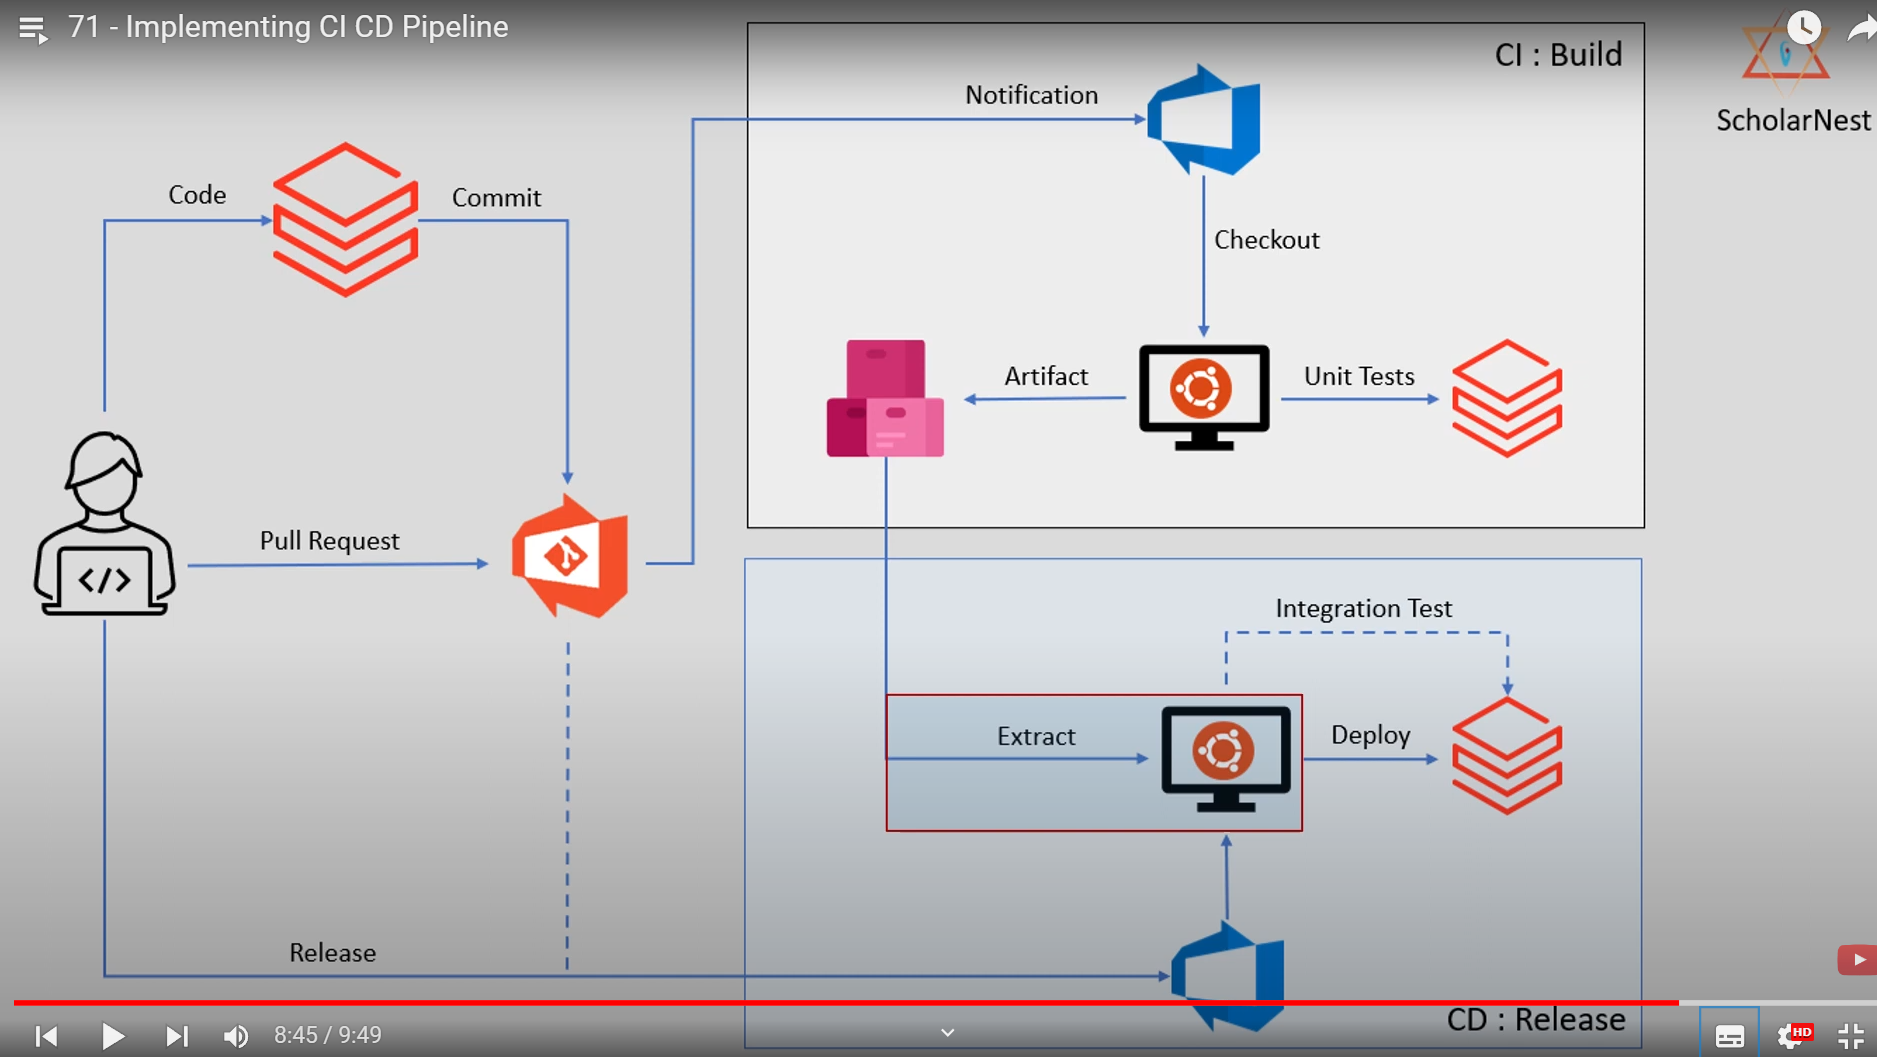 71 - Implementing CI CD Pipeline
CI : Build
ScholarNest
Notification
Code
Commit
Checkout
Artifact
Unit Tests
Pull Request
</>
Integration Test
Extract
Deploy
Release
CD : Release
8:45 / 9:49
HD